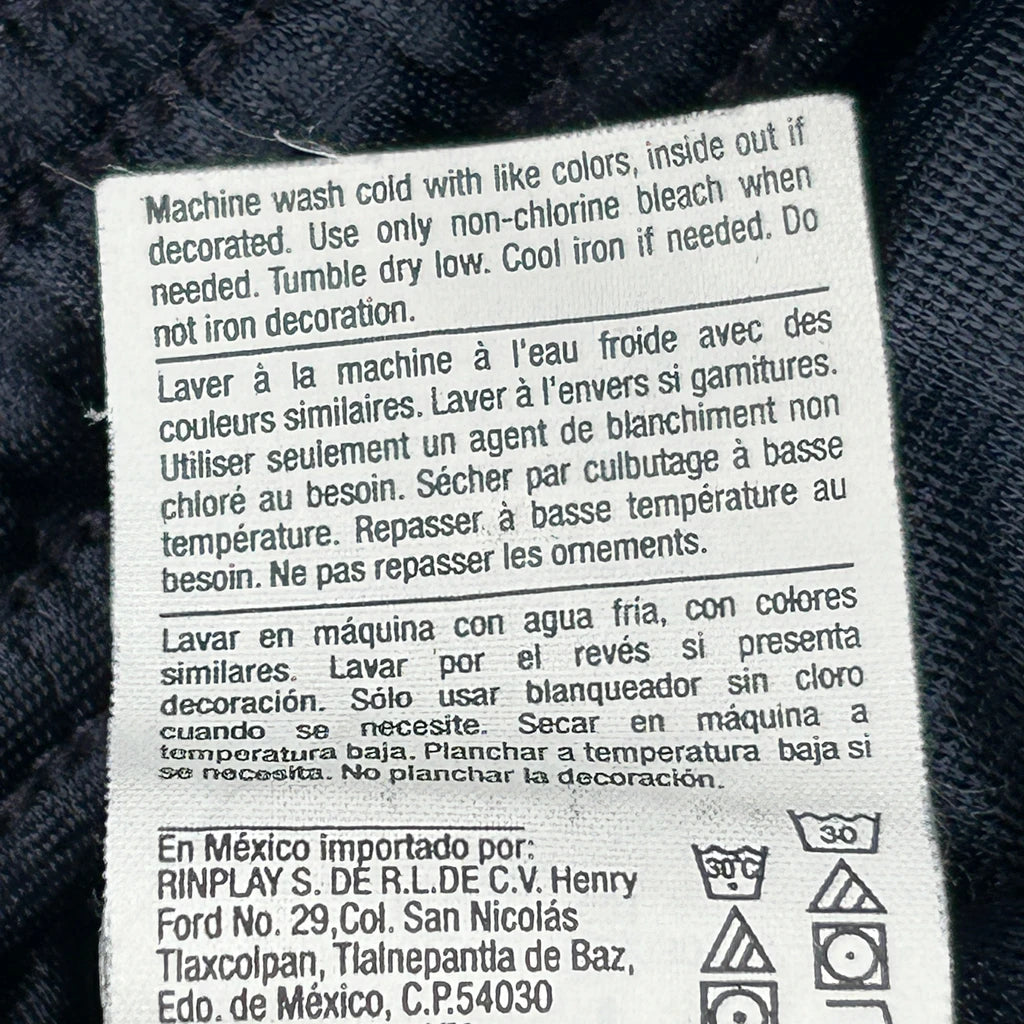 Machine wash cold with like colors, inside out if
decorated. Use only non-chlorine bleach when
needed. Tumble dry low. Cool iron if needed. Do
not iron decoration.
Laver à la machine à l'eau froide avec des
couleurs similaires. Laver à l'envers si garnitures.
Utiliser seulement un agent de blanchiment non
chloré au besoin. Sécher par culbutage à basse
température. Repasser à basse température au
besoin. Ne pas repasser les ornements.
Lavar en máquina con agua fría, con colores
similares. Lavar por el revés si presenta
decoración. Sólo usar blanqueador sin cloro
cuando se necesite. Secar en máquina a
temperatura baja. Planchar a temperatura baja si
se necesita. No planchar la decoración.
En México importado por:
RINPLAY S. DE R.L.DE C.V. Henry
Ford No. 29,Col. San Nicolás
Tlaxcolpan, Tlalnepantla de Baz,
Edo. de México, C.P.54030
30°C
30